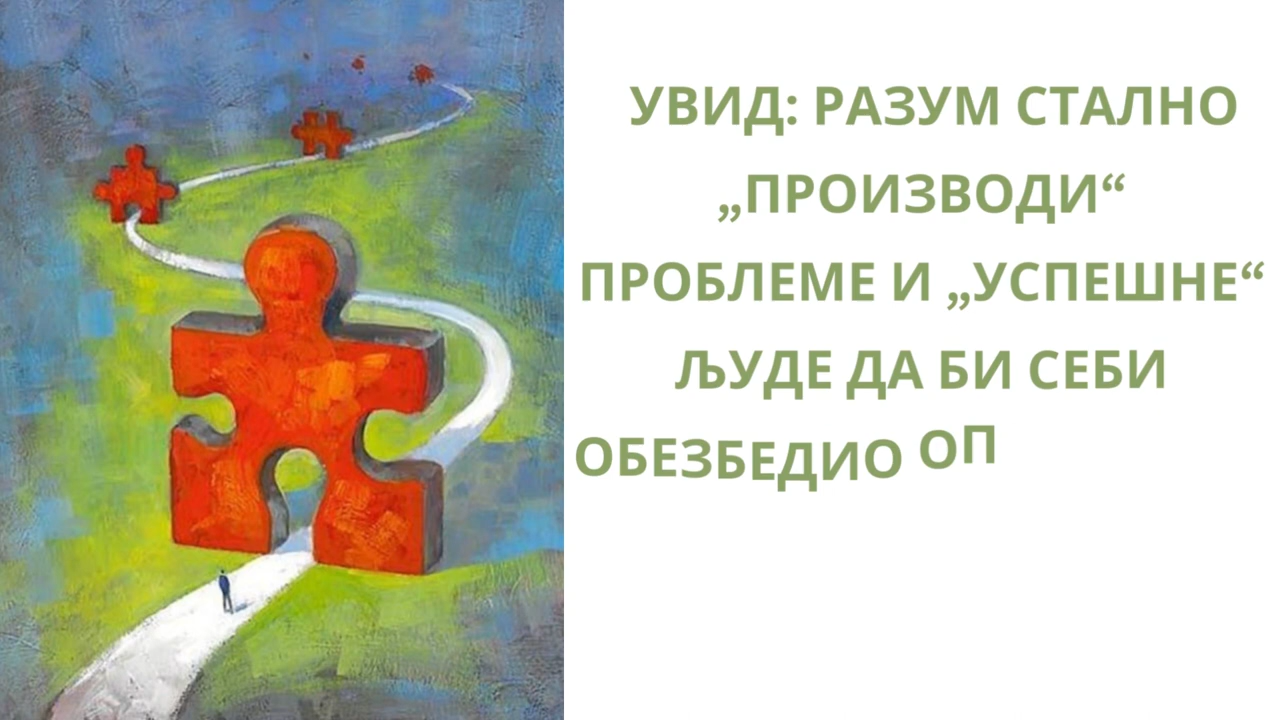 УВИД: РАЗУМ СТАЛНО
„ПРОИЗВОДИ“
ПРОБЛЕМЕ И „УСПЕШНЕ“
ЉУДЕ ДА БИ СЕБИ
ОБЕЗБЕДИО ОП